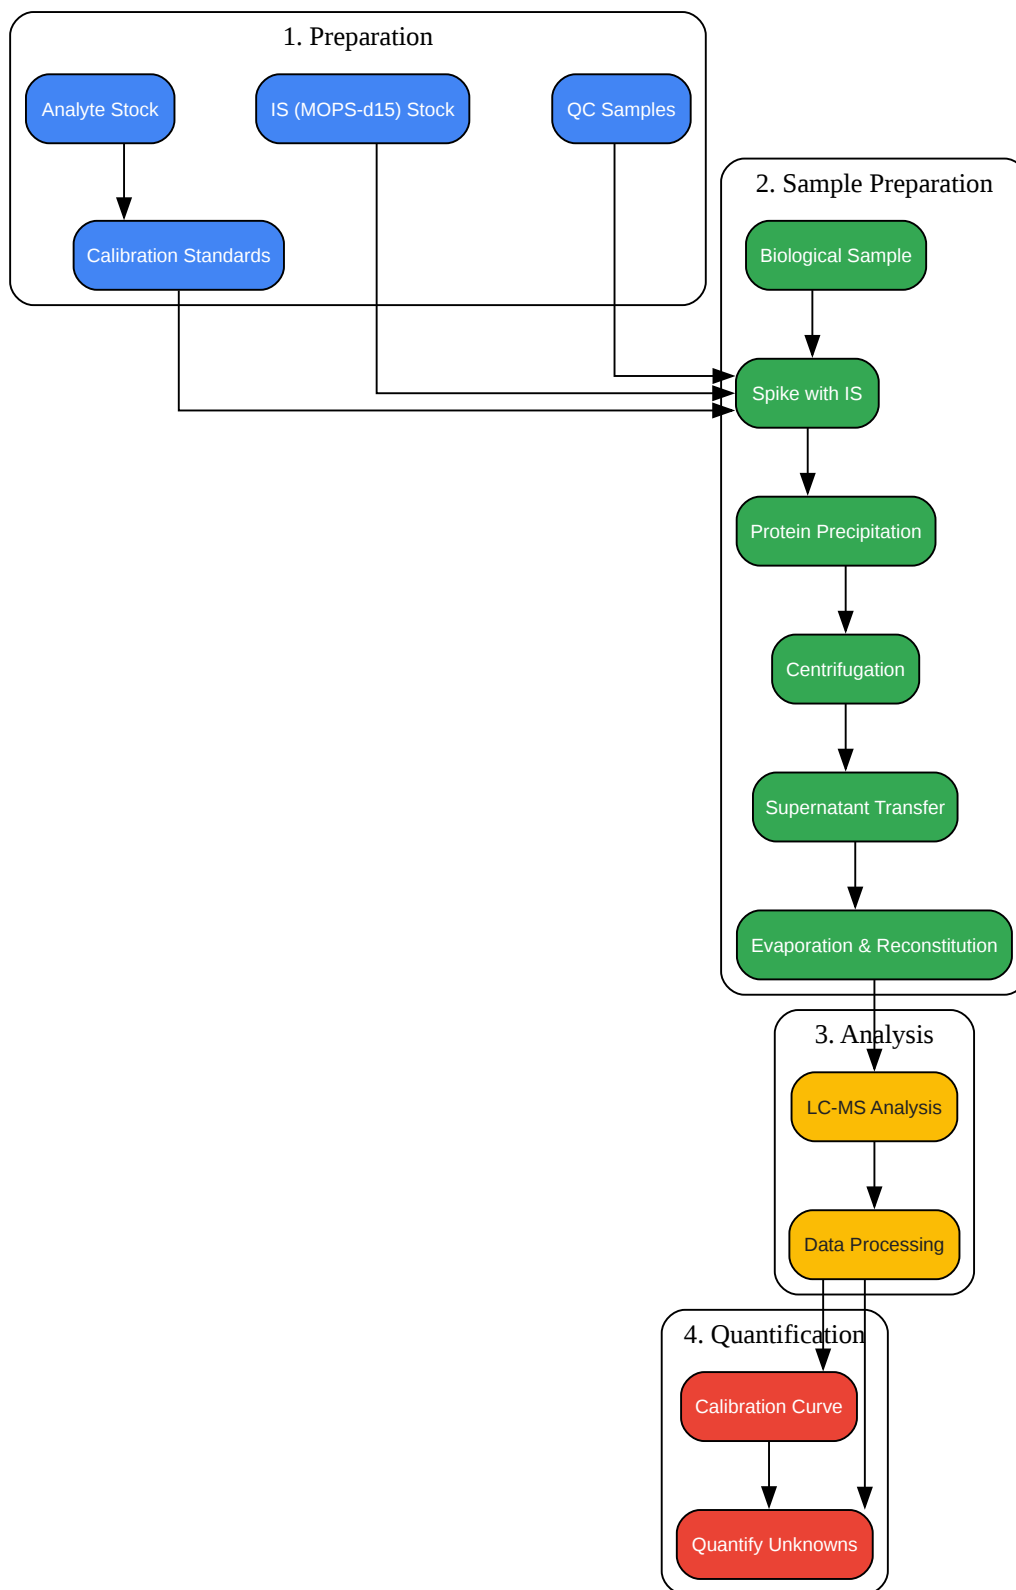 1. Preparation
Analyte Stock
IS (MOPS-d15) Stock
QC Samples
Calibration Standards
2. Sample Preparation
Biological Sample
Spike with IS
Protein Precipitation
Centrifugation
Supernatant Transfer
Evaporation & Reconstitution
3. Analysis
LC-MS Analysis
Data Processing
4. Quantification
Calibration Curve
Quantify Unknowns